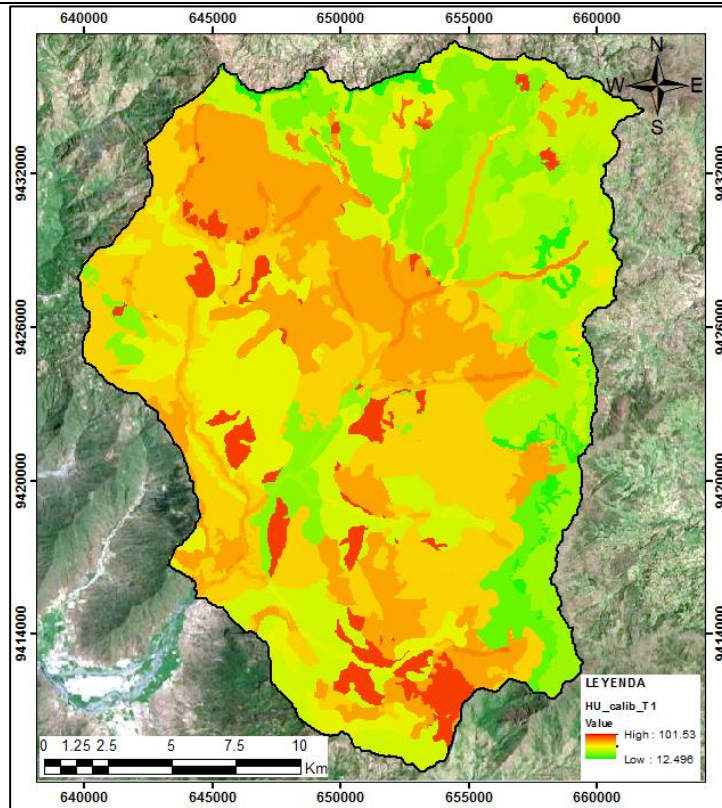 640000 645000 650000 655000 660000
N
W E
S
9432000 9432000
9426000 9426000
9420000 9420000
9414000 9414000
LEYENDA
HU_calib_T1
Value
High : 101.53
Low : 12.496
0 1.25 2.5 5 7.5 10
Km
640000 645000 650000 655000 660000